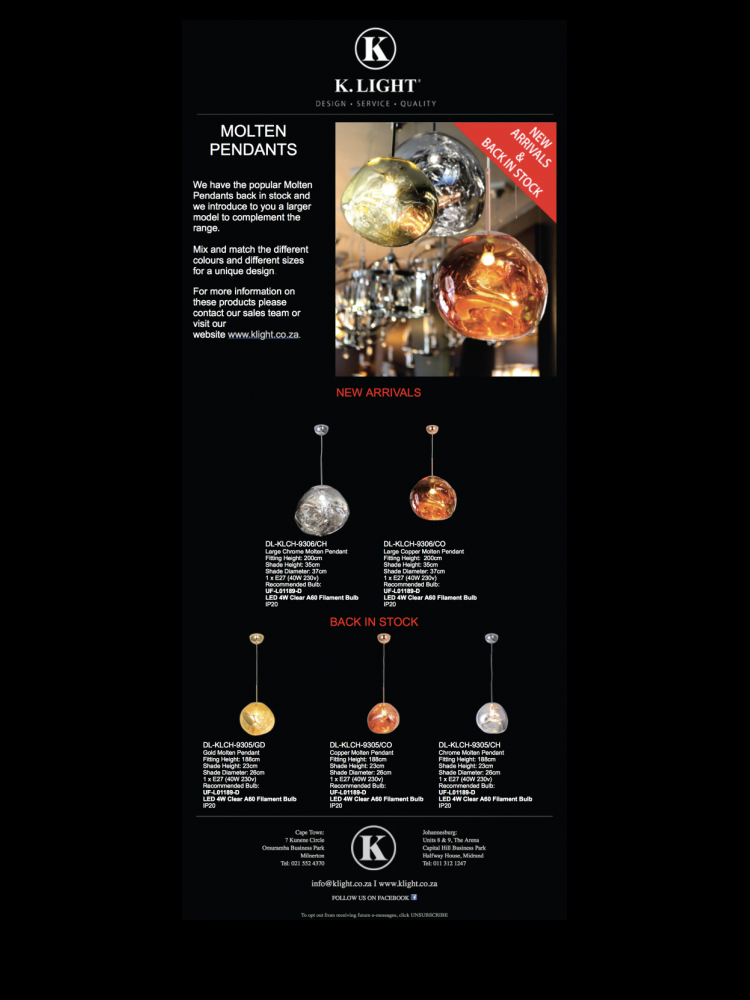 K
K.LIGHT®
DESIGN • SERVICE • QUALITY
MOLTEN
PENDANTS
We have the popular Molten
Pendants back in stock and
we introduce to you a larger
model to complement the
range.
Mix and match the different
colours and different sizes
for a unique design
For more information on
these products please
contact our sales team or
visit our
website www.klight.co.za.
NEW
ARRIVALS
&
BACK IN STOCK
NEW ARRIVALS
DL-KLCH-9306/CH
Large Chrome Molten Pendant
Fitting Height: 200cm
Shade Height: 35cm
Shade Diameter: 37cm
1 x E27 (40W 230v)
Recommended Bulb:
UF-L01189-D
LED 4W Clear A60 Filament Bulb
IP20
DL-KLCH-9306/CO
Large Copper Molten Pendant
Fitting Height: 200cm
Shade Height: 35cm
Shade Diameter: 37cm
1 x E27 (40W 230v)
Recommended Bulb:
UF-L01189-D
LED 4W Clear A60 Filament Bulb
IP20
BACK IN STOCK
DL-KLCH-9305/GD
Gold Molten Pendant
Fitting Height: 188cm
Shade Height: 23cm
Shade Diameter: 26cm
1 x E27 (40W 230v)
Recommended Bulb:
UF-L01189-D
LED 4W Clear A60 Filament Bulb
IP20
DL-KLCH-9305/CO
Copper Molten Pendant
Fitting Height: 188cm
Shade Height: 23cm
Shade Diameter: 26cm
1 x E27 (40W 230v)
Recommended Bulb:
UF-L01189-D
LED 4W Clear A60 Filament Bulb
IP20
DL-KLCH-9305/CH
Chrome Molten Pendant
Fitting Height: 188cm
Shade Height: 23cm
Shade Diameter: 26cm
1 x E27 (40W 230v)
Recommended Bulb:
UF-L01189-D
LED 4W Clear A60 Filament Bulb
IP20
Cape Town:
7 Kunene Circle
Omuramba Business Park
Milnerton
Tel: 021 552 4370
K
Johannesburg:
Units 8 & 9, The Arena
Capital Hill Business Park
Halfway House, Midrand
Tel: 011 312 1247
info@klight.co.za I www.klight.co.za
FOLLOW US ON FACEBOOK f
To opt out from receiving future e-messages, click UNSUBSCRIBE